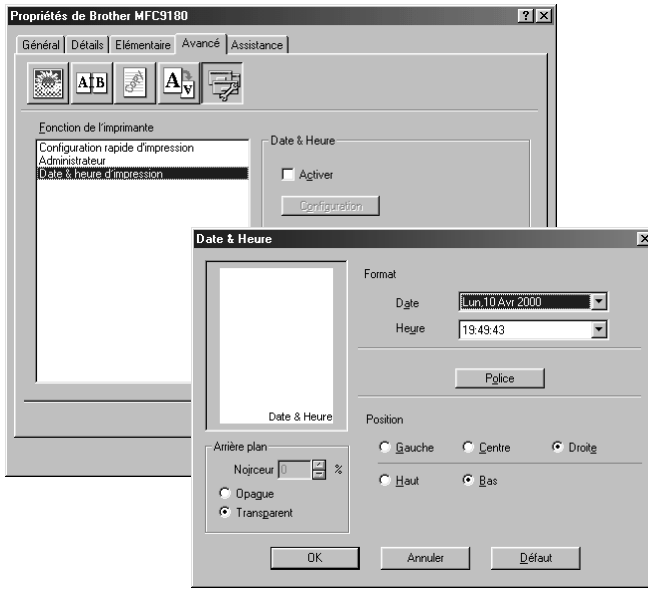 Propriétés de Brother MFC9180
Général
Détails
Elémentaire
Avancé
Assistance
A B
Copy
A A
Fonction de l'imprimante
Configuration rapide d'impression
Administrateur
Date & heure d'impression
Date & Heure
Activer
Configuration
Date & Heure
Date & Heure
Format
Date
Lun,10 Avr 2000
Heure
19:49:43
Police
Arrière plan
Noirceur
0
%
Opaque
Transparent
Position
Gauche
Centre
Droite
Haut
Bas
OK
Annuler
Défaut